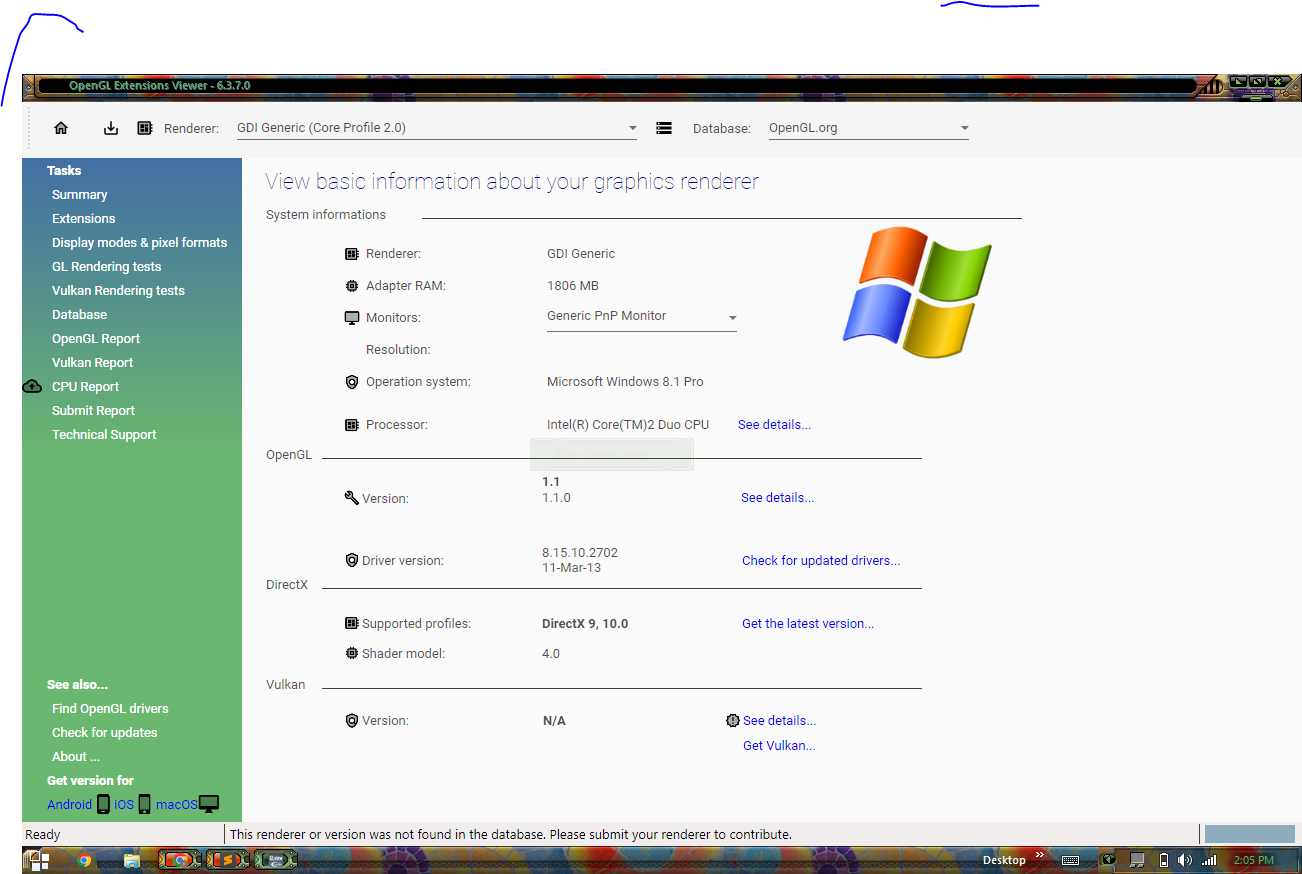 OpenGL Extensions Viewer - 6.3.7.0
Renderer: GDI Generic (Core Profile 2.0) Database: OpenGL.org
Tasks
Summary
Extensions
Display modes & pixel formats
GL Rendering tests
Vulkan Rendering tests
Database
OpenGL Report
Vulkan Report
CPU Report
Submit Report
Technical Support
See also...
Find OpenGL drivers
Check for updates
About ...
Get version for
Android iOS macOS
View basic information about your graphics renderer
System informations
Renderer: GDI Generic
Adapter RAM: 1806 MB
Monitors: Generic PnP Monitor
Resolution:
Operation system: Microsoft Windows 8.1 Pro
Processor: Intel(R) Core(TM)2 Duo CPU See details...
OpenGL
1.1
Version: 1.1.0 See details...
Driver version: 8.15.10.2702 Check for updated drivers...
11-Mar-13
DirectX
Supported profiles: DirectX 9, 10.0 Get the latest version...
Shader model: 4.0
Vulkan
Version: N/A See details...
Get Vulkan...
Ready This renderer or version was not found in the database. Please submit your renderer to contribute.
Desktop 2:05 PM